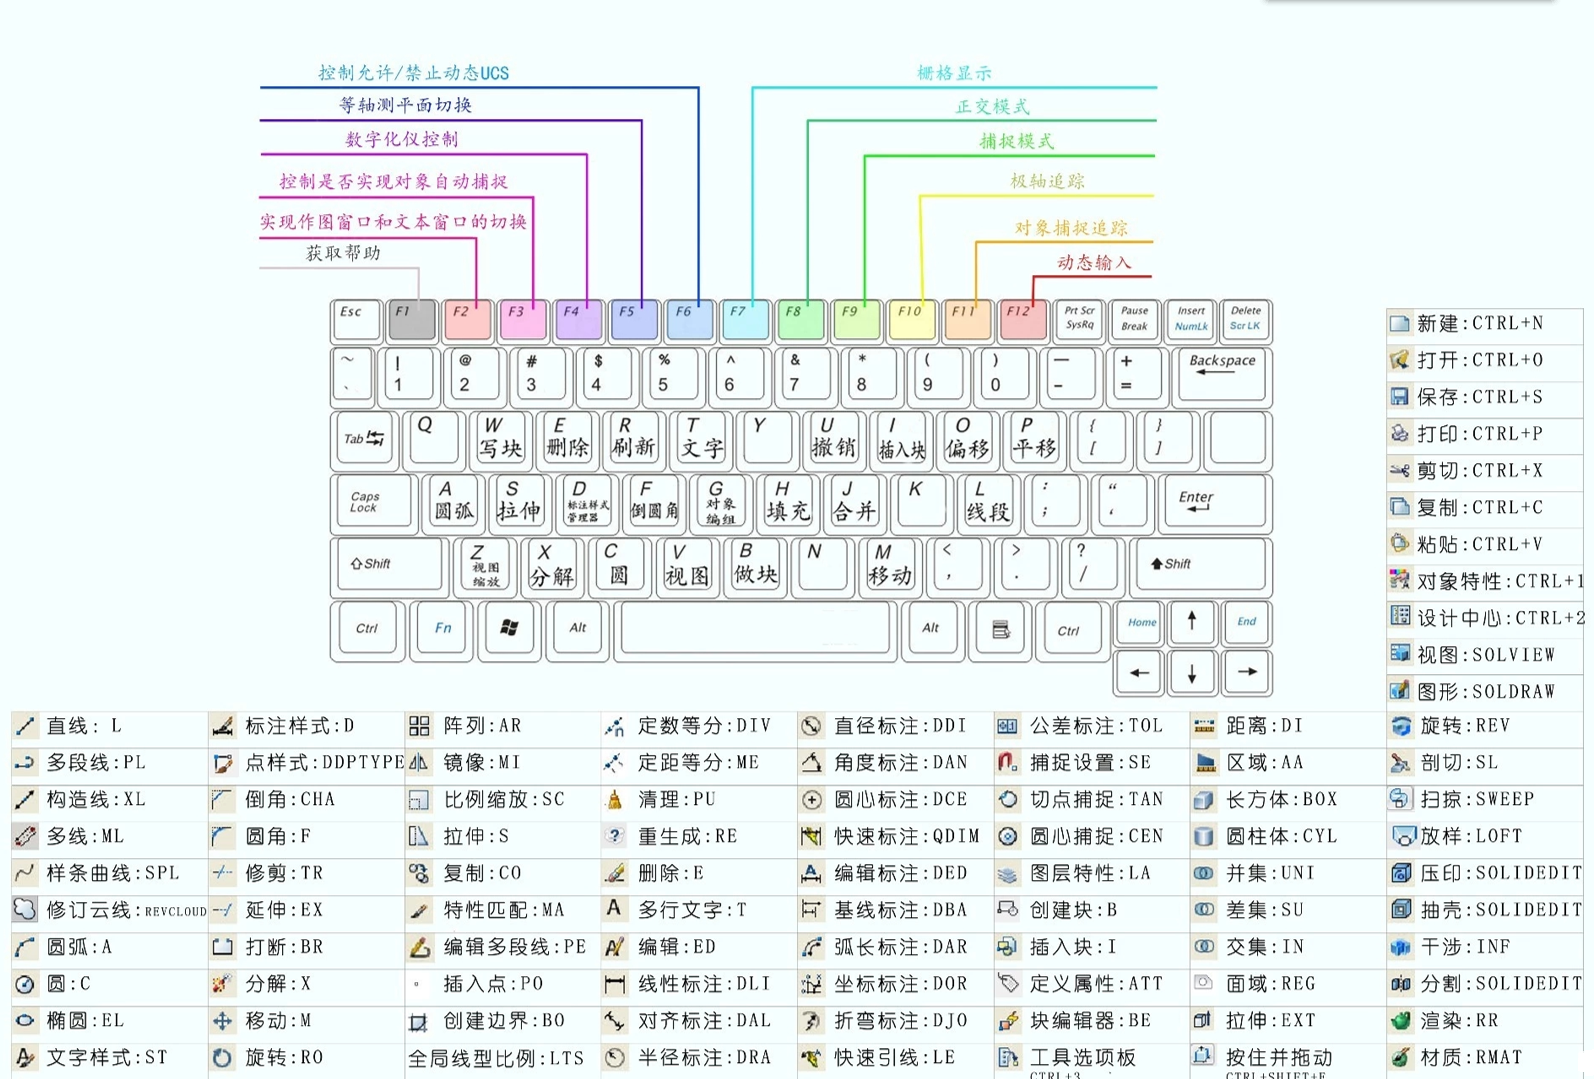 控制允许/禁止动态UCS
等轴测平面切换
数字化仪控制
控制是否实现对象自动捕捉
实现作图窗口和文本窗口的切换
获取帮助
栅格显示
正交模式
捕捉模式
极轴追踪
对象捕捉追踪
动态输入
Esc F1 F2 F3 F4 F5 F6 F7 F8 F9 F10 F11 F12 Prt Scr SysRq Pause Break Insert NumLk Delete Scr LK
~ ` | 1 @ 2 # 3 $ 4 % 5 ^ 6 & 7 * 8 ( 9 ) 0 — - + = Backspace
Tab Q W 写块 E 删除 R 刷新 T 文字 Y U 撤销 I 插入块 O 偏移 P 平移 { [ } ]
Caps Lock A 圆弧 S 拉伸 D 标注样式管理器 F 倒圆角 G 对象编组 H 填充 J 合并 K L 线段 : ; “ ‘ Enter
Shift Z 视图缩放 X 分解 C 圆 V 视图 B 做块 N M 移动 < , > . ? / Shift
Ctrl Fn Alt Alt Ctrl Home ↑ End
← ↓ →
新建:CTRL+N
打开:CTRL+O
保存:CTRL+S
打印:CTRL+P
剪切:CTRL+X
复制:CTRL+C
粘贴:CTRL+V
对象特性:CTRL+1
设计中心:CTRL+2
视图:SOLVIEW
图形:SOLDRAW
直线: L 标注样式:D 阵列:AR 定数等分:DIV 直径标注:DDI 公差标注:TOL 距离:DI 旋转:REV
多段线:PL 点样式:DDPTYPE 镜像:MI 定距等分:ME 角度标注:DAN 捕捉设置:SE 区域:AA 剖切:SL
构造线:XL 倒角:CHA 比例缩放:SC 清理:PU 圆心标注:DCE 切点捕捉:TAN 长方体:BOX 扫掠:SWEEP
多线:ML 圆角:F 拉伸:S 重生成:RE 快速标注:QDIM 圆心捕捉:CEN 圆柱体:CYL 放样:LOFT
样条曲线:SPL 修剪:TR 复制:CO 删除:E 编辑标注:DED 图层特性:LA 并集:UNI 压印:SOLIDEDIT
修订云线:REVCLOUD 延伸:EX 特性匹配:MA 多行文字:T 基线标注:DBA 创建块:B 差集:SU 抽壳:SOLIDEDIT
圆弧:A 打断:BR 编辑多段线:PE 编辑:ED 弧长标注:DAR 插入块:I 交集:IN 干涉:INF
圆:C 分解:X 插入点:PO 线性标注:DLI 坐标标注:DOR 定义属性:ATT 面域:REG 分割:SOLIDEDIT
椭圆:EL 移动:M 创建边界:BO 对齐标注:DAL 折弯标注:DJO 块编辑器:BE 拉伸:EXT 渲染:RR
文字样式:ST 旋转:RO 全局线型比例:LTS 半径标注:DRA 快速引线:LE 工具选项板 按住并拖动 材质:RMAT
CTRL+3 CTRL+SHIFT+E